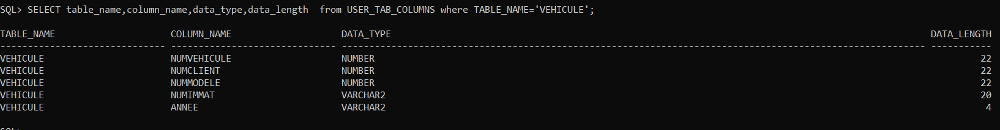 SQL> SELECT table_name,column_name,data_type,data_length  from USER_TAB_COLUMNS where TABLE_NAME='VEHICULE';
TABLE_NAME                     COLUMN_NAME                    DATA_TYPE                                                                                                  DATA_LENGTH
------------------------------ ------------------------------ ---------------------------------------------------------------------------------------------------------- -----------
VEHICULE                       NUMVEHICULE                    NUMBER                                                                                                              22
VEHICULE                       NUMCLIENT                      NUMBER                                                                                                              22
VEHICULE                       NUMMODELE                      NUMBER                                                                                                              22
VEHICULE                       NUMIMMAT                       VARCHAR2                                                                                                            20
VEHICULE                       ANNEE                          VARCHAR2                                                                                                             4
SQL>